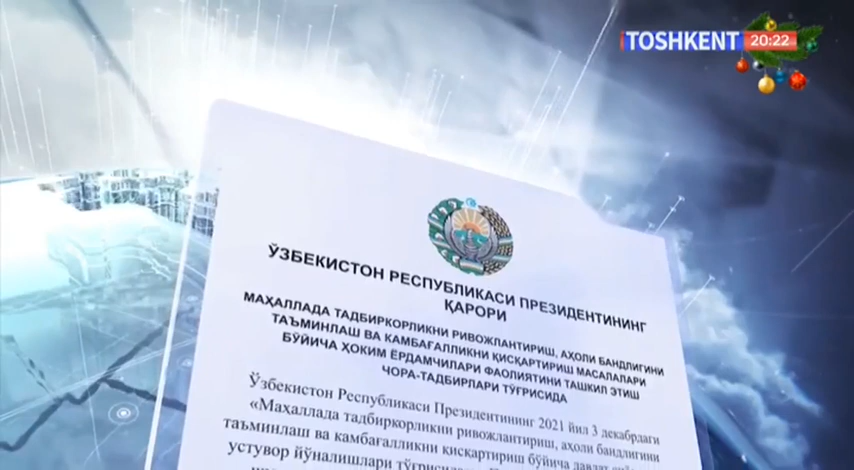 TOSHKENT 20:22
ЎЗБЕКИСТОН РЕСПУБЛИКАСИ ПРЕЗИДЕНТИНИНГ
ҚАРОРИ
МАҲАЛЛАДА ТАДБИРКОРЛИКНИ РИВОЖЛАНТИРИШ, АҲОЛИ БАНДЛИГИНИ
ТАЪМИНЛАШ ВА КАМБАҒАЛЛИКНИ ҚИСҚАРТИРИШ МАСАЛАЛАРИ
БЎЙИЧА ҲОКИМ ЁРДАМЧИЛАРИ ФАОЛИЯТИНИ ТАШКИЛ ЭТИШ
ЧОРА-ТАДБИРЛАРИ ТЎҒРИСИДА
Ўзбекистон Республикаси Президентининг 2021 йил 3 декабрдаги
«Маҳаллада тадбиркорликни ривожлантириш, аҳоли бандлигини
таъминлаш ва камбағалликни қисқартириш бўйича давлат
устувор йўналишлари